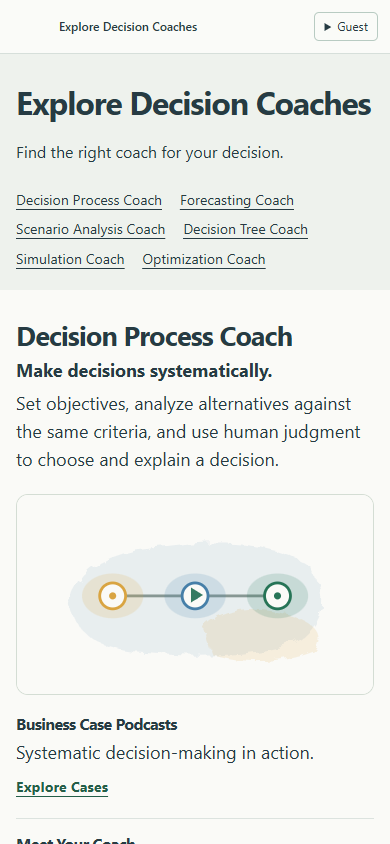 Explore Decision Coaches
Guest
Explore Decision Coaches
Find the right coach for your decision.
Decision Process Coach Forecasting Coach
Scenario Analysis Coach Decision Tree Coach
Simulation Coach Optimization Coach
Decision Process Coach
Make decisions systematically.
Set objectives, analyze alternatives against
the same criteria, and use human judgment
to choose and explain a decision.
Business Case Podcasts
Systematic decision-making in action.
Explore Cases
Meet Your Coach